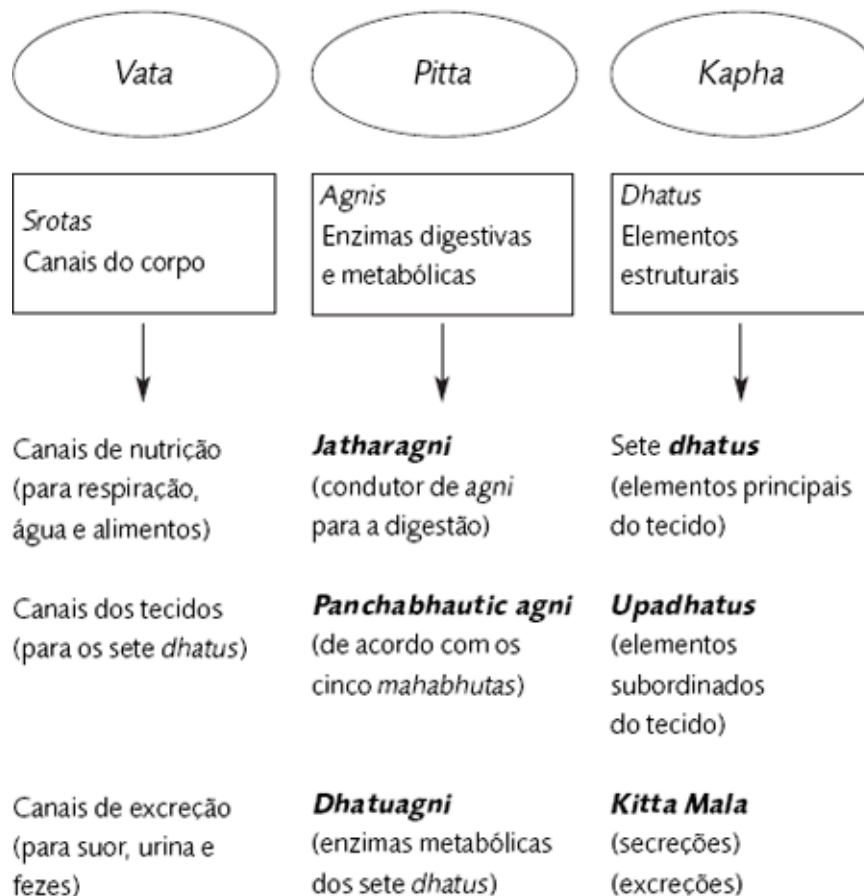 Vata
Pitta
Kapha
Srotas
Canais do corpo
Agnis
Enzimas digestivas
e metabólicas
Dhatus
Elementos
estruturais
Canais de nutrição
(para respiração,
água e alimentos)
Jatharagni
(condutor de agni
para a digestão)
Sete dhatus
(elementos principais
do tecido)
Canais dos tecidos
(para os sete dhatus)
Panchabhautic agni
(de acordo com os
cinco mahabhutas)
Upadhatus
(elementos
subordinados
do tecido)
Canais de excreção
(para suor, urina e
fezes)
Dhatuagni
(enzimas metabólicas
dos sete dhatus)
Kitta Mala
(secreções)
(excreções)